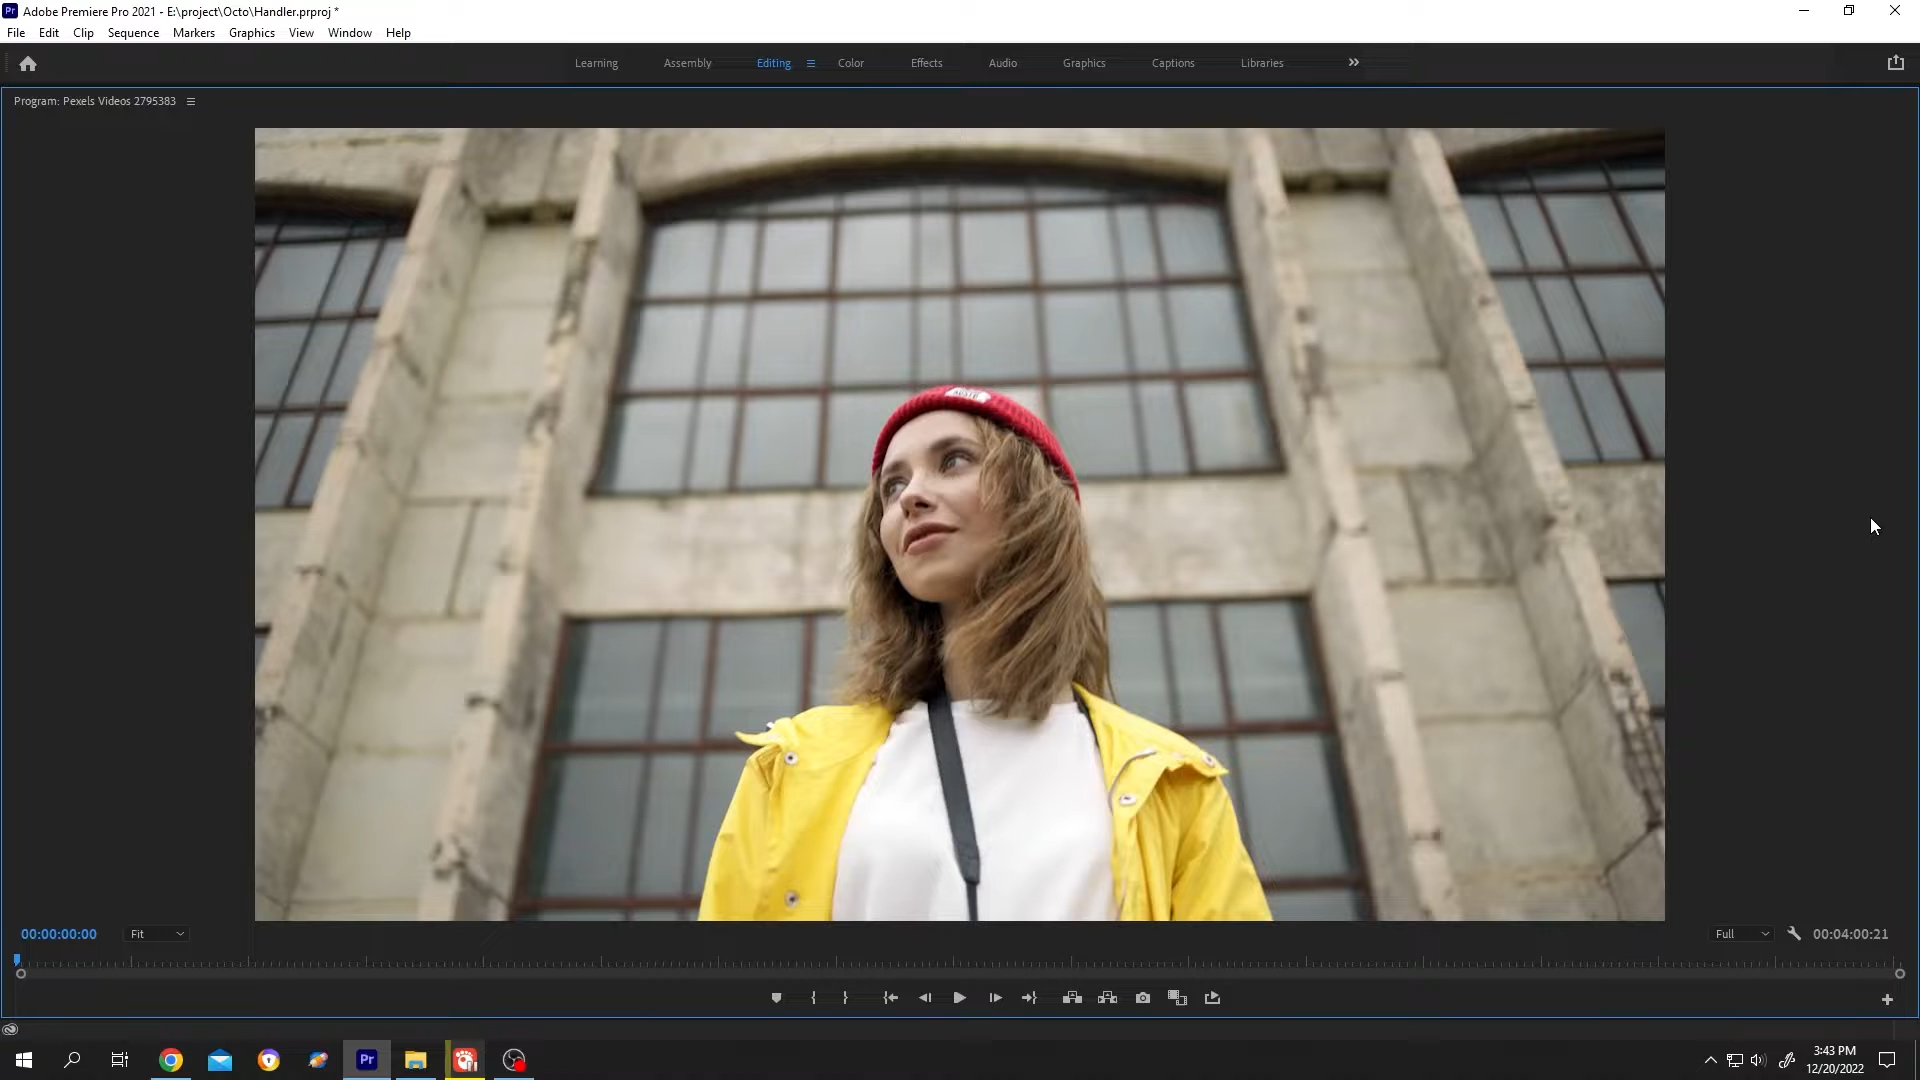 Adobe Premiere Pro 2021 - E:\project\Octo\Handler.prproj *
File Edit Clip Sequence Markers Graphics View Window Help
Learning Assembly Editing Color Effects Audio Graphics Captions Libraries
Program: Pexels Videos 2795383
00:00:00:00 Fit Full 00:04:00:21
Pr
3:43 PM
12/20/2022